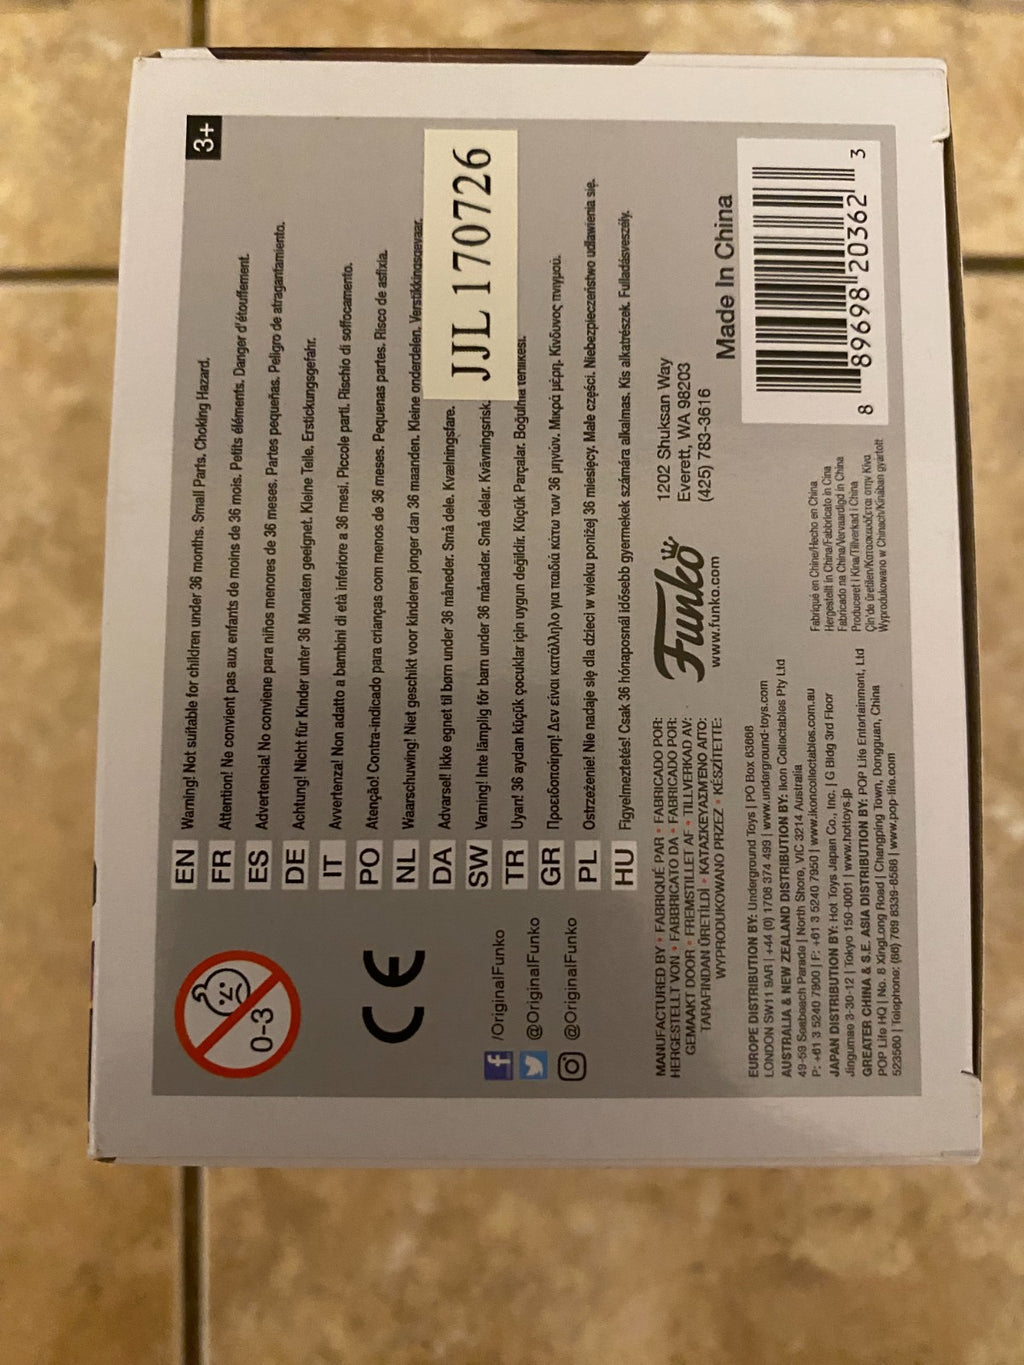 3+
EN Warning! Not suitable for children under 36 months. Small Parts. Choking Hazard.
FR Attention! Ne convient pas aux enfants de moins de 36 mois. Petits éléments. Danger d'étouffement.
ES Advertencia! No conviene para niños menores de 36 meses. Partes pequeñas. Peligro de atragantamiento.
DE Achtung! Nicht für Kinder unter 36 Monaten geeignet. Kleine Teile. Erstickungsgefahr.
IT Avvertenza! Non adatto a bambini di età inferiore a 36 mesi. Piccole parti. Rischio di soffocamento.
PO Atenção! Contra-indicado para crianças com menos de 36 meses. Pequenas partes. Risco de asfixia.
NL Waarschuwing! Niet geschikt voor kinderen jonger dan 36 maanden. Kleine onderdelen. Verstikkingsgevaar.
DA Advarsel! Ikke egnet til børn under 36 måneder. Små dele. Kvælningsfare.
SW Varning! Inte lämplig för barn under 36 månader. Små delar. Kvävningsrisk.
TR Uyarı! 36 aydan küçük çocuklar için uygun değildir. Küçük Parçalar. Boğulma tehlikesi.
GR Προειδοποίηση! Δεν είναι κατάλληλο για παιδιά κάτω των 36 μηνών. Μικρά μέρη. Κίνδυνος πνιγμού.
PL Ostrzeżenie! Nie nadaje się dla dzieci w wieku poniżej 36 miesięcy. Małe części. Niebezpieczeństwo udławienia się.
HU Figyelmeztetés! Csak 36 hónaposnál idősebb gyermekek számára alkalmas. Kis alkatrészek. Fulladásveszély.
JJL 170726
0-3
CE
/OriginalFunko
@OriginalFunko
@OriginalFunko
MANUFACTURED BY • FABRIQUÉ PAR • FABRICADO POR:
HERGESTELLT VON • FABBRICATO DA • FABRICADO POR:
GEMAAKT DOOR • FREMSTILLET AF • TILLVERKAD AV:
TARAFINDAN ÜRETİLDİ • ΚΑΤΑΣΚΕΥΑΣΜΕΝΟ ΑΠΟ:
WYPRODUKOWANO PRZEZ • KÉSZÍTETTE:
Funko
www.funko.com
1202 Shuksan Way
Everett, WA 98203
(425) 783-3616
Made In China
EUROPE DISTRIBUTION BY: Underground Toys | PO Box 63668
LONDON SW11 9AR | +44 (0) 1708 374 499 | www.underground-toys.com
AUSTRALIA & NEW ZEALAND DISTRIBUTION BY: Ikon Collectables Pty Ltd
49-59 Seabeach Parade | North Shore, VIC 3214 Australia
P: +61 3 5240 7900 | F: +61 3 5240 7950 | www.ikoncollectables.com.au
JAPAN DISTRIBUTION BY: Hot Toys Japan Co., Inc. | G Bldg 3rd Floor
Jingumae 3-30-12 | Tokyo 150-0001 | www.hottoys.jp
GREATER CHINA & S.E. ASIA DISTRIBUTION BY: POP Life Entertainment, Ltd
POP Life HQ | No. 8 XingLong Road | Changping Town, Dongguan, China
523560 | Telephone: (86) 769 8339-8588 | www.pop-life.com
Fabriqué en Chine/Hecho en China
Hergestellt in China/Fabbricato in Cina
Fabricado na China/Vervaardigd in China
Produceret i Kina/Tillverkad i China
Çin'de üretilen/Κατασκευάζεται στην Κίνα
Wyprodukowano w Chinach/Kínában gyártott
8 89698 20362 3